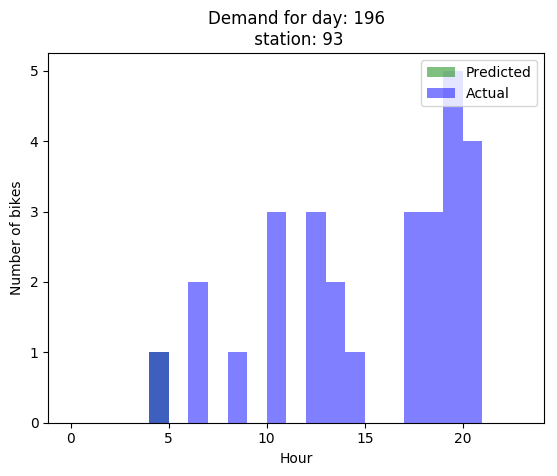 Demand for day: 196
station: 93
Predicted
Actual
Number of bikes
5
4
3
2
1
0
0
5
10
15
20
Hour